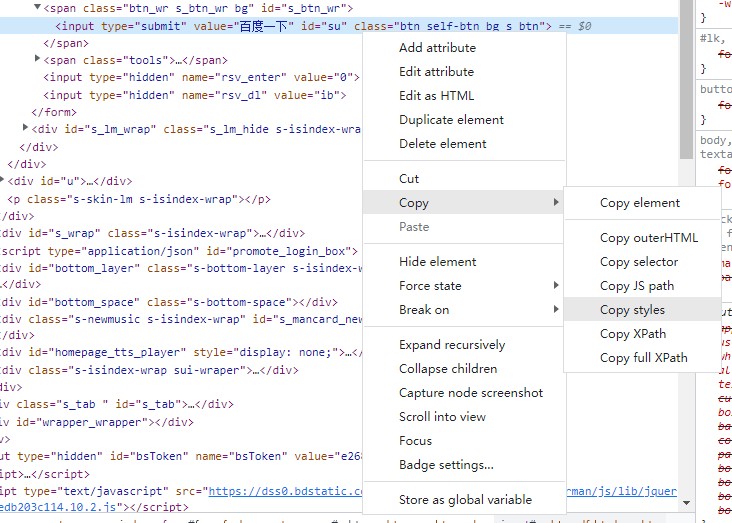 ▼<span class="btn_wr s_btn_wr bg" id="s_btn_wr">
<input type="submit" value="百度一下" id="su" class="btn self-btn bg s_btn"> == $0
</span>
▶<span class="tools">…</span>
<input type="hidden" name="rsv_enter" value="0">
<input type="hidden" name="rsv_dl" value="ib">
</form>
▶<div id="s_lm_wrap" class="s_lm_hide s-isindex-wra
</div>
</div>
<div id="u">…</div>
<p class="s-skin-lm s-isindex-wrap"></p>
/div>
div id="s_wrap" class="s-isindex-wrap">…</div>
script type="application/json" id="promote_login_box">
div id="bottom_layer" class="s-bottom-layer s-isindex-w
…</div>
div id="bottom_space" class="s-bottom-space"></div>
div class="s-newmusic s-isindex-wrap" id="s_mancard_new
div id="homepage_tts_player" style="display: none;">…</
div class="s-isindex-wrap sui-wraper">…</div>
div>
v class="s_tab " id="s_tab">…</div>
v id="wrapper_wrapper"></div>
v>
ut type="hidden" id="bsToken" name="bsToken" value="e268
ipt>…</script>
ipt type="text/javascript" src="https://dss0.bdstatic.co
rman/js/lib/jquer
edb203c114.10.2.js"></script>
Add attribute
Edit attribute
Edit as HTML
Duplicate element
Delete element
Cut
Copy
Paste
Hide element
Force state
Break on
Expand recursively
Collapse children
Capture node screenshot
Scroll into view
Focus
Badge settings...
Store as global variable
Copy element
Copy outerHTML
Copy selector
Copy JS path
Copy styles
Copy XPath
Copy full XPath
-w
}
#lk,
fo
}
butto
fo
}
body,
texta
fo
fo